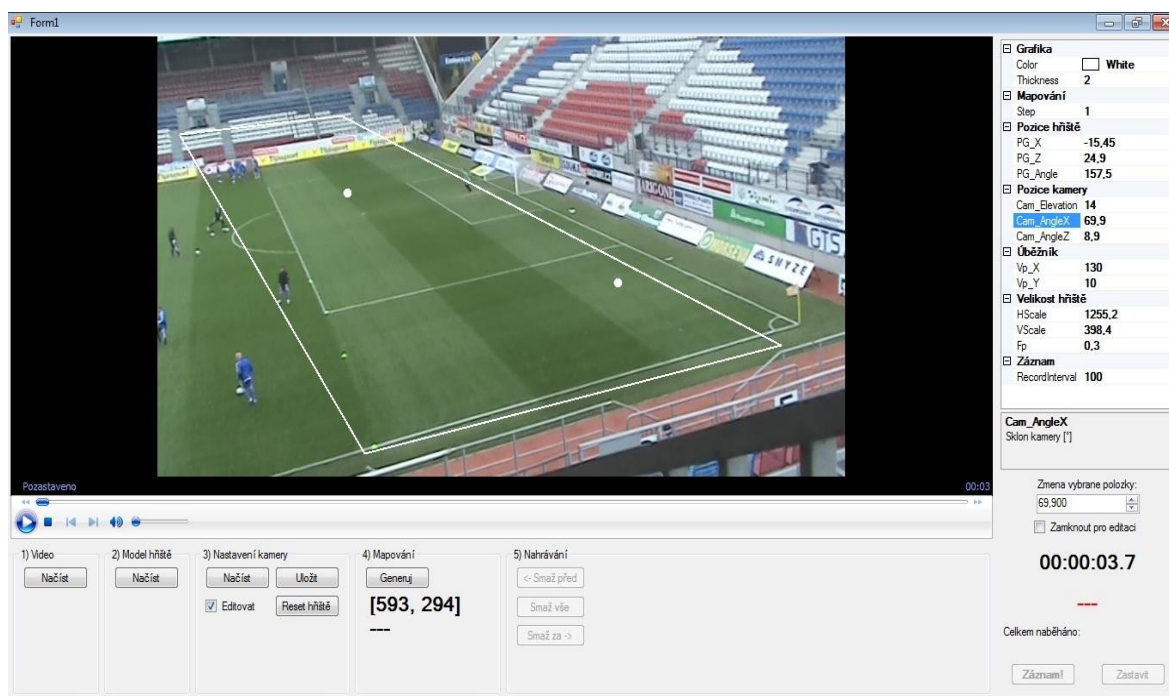 Form1
Grafika
Color White
Thickness 2
Mapování
Step 1
Pozice hřiště
PG_X -15,45
PG_Z 24,9
PG_Angle 157,5
Pozice kamery
Cam_Elevation 14
Cam_AngleX 69,9
Cam_AngleZ 8,9
Úběžník
Vp_X 130
Vp_Y 10
Velikost hřiště
HScale 1255,2
VScale 398,4
Fp 0,3
Záznam
RecordInterval 100
Cam_AngleX
Sklon kamery [°]
ARIGONE
GTS
SHYZE
Pozastaveno 00:03
Zmena vybrane polozky:
69,900
Zamknout pro editaci
00:00:03.7
---
Celkem naběháno:
Záznam! Zastavit
1) Video
Načíst
2) Model hřiště
Načíst
3) Nastavení kamery
Načíst Uložit
Editovat Reset hřiště
4) Mapování
Generuj
[593, 294]
---
5) Nahrávání
<- Smaž před
Smaž vše
Smaž za ->